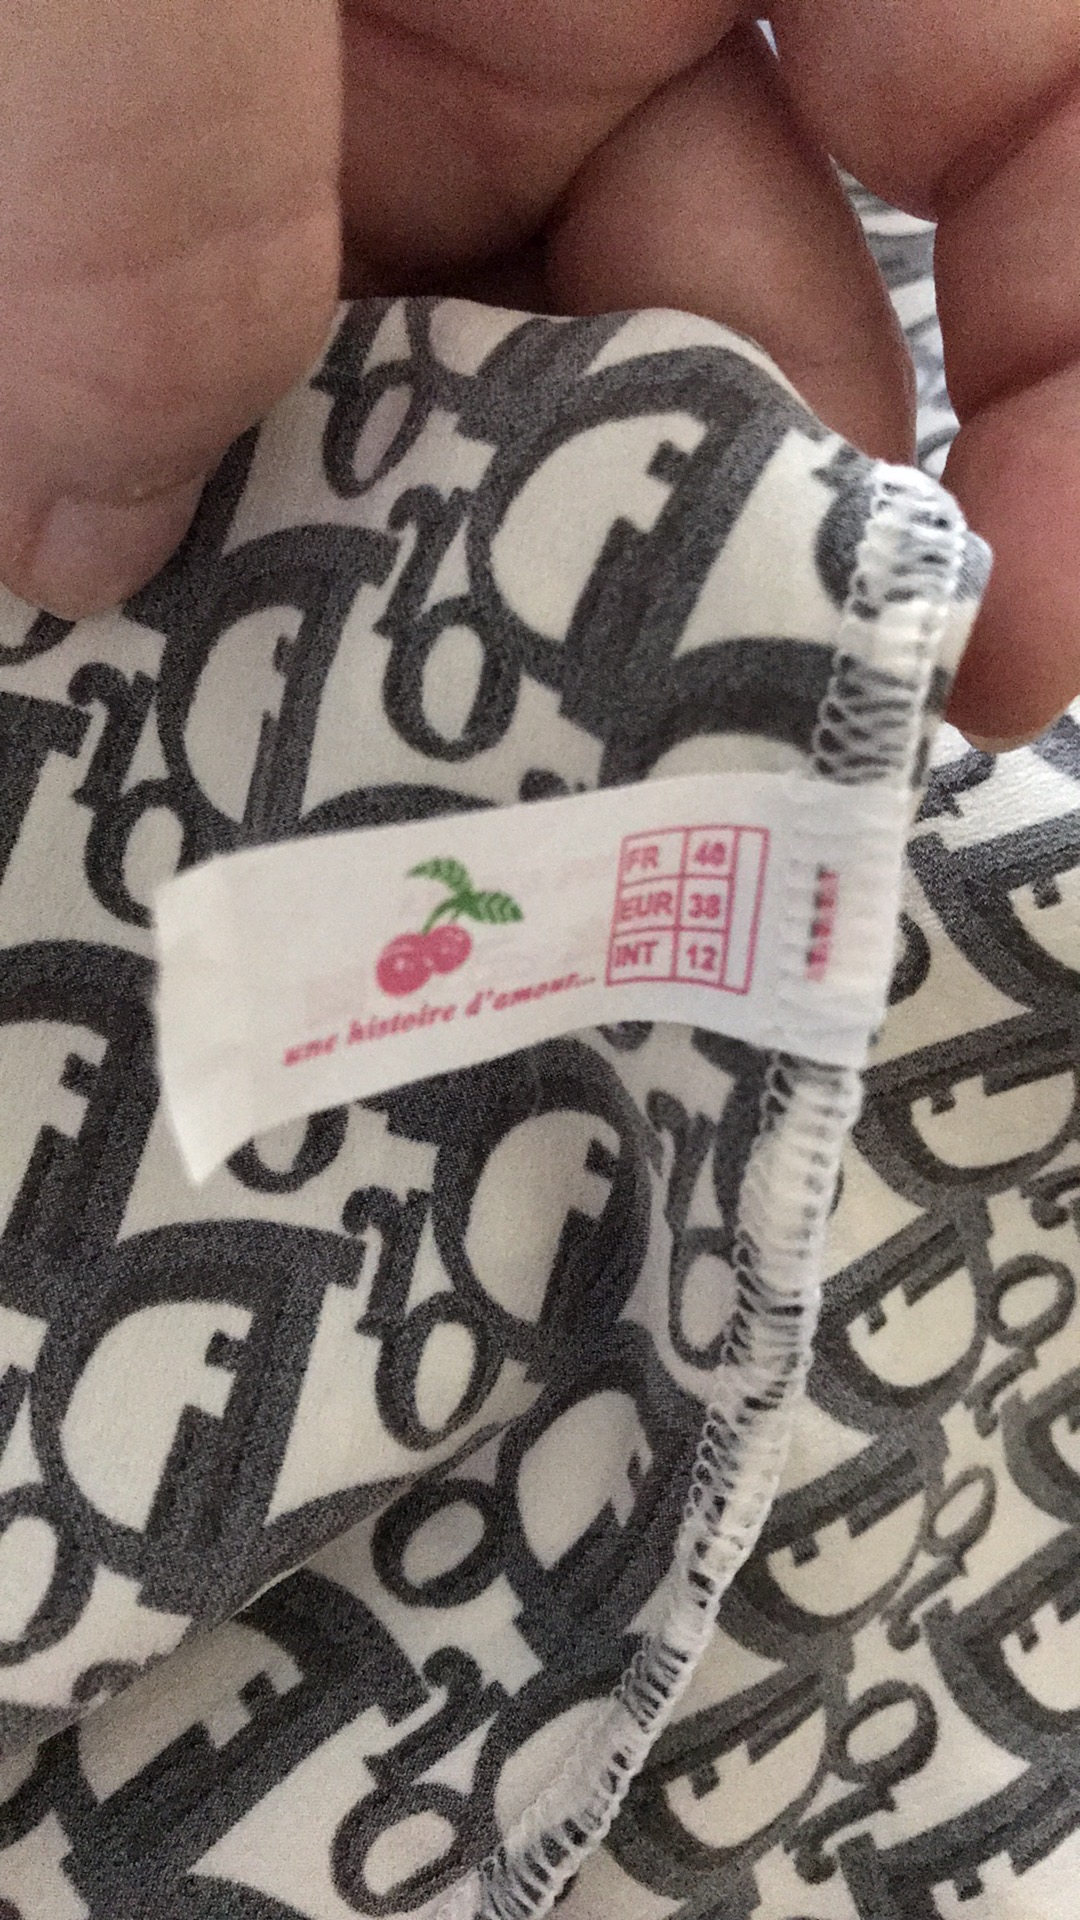 FR 40
EUR 38
INT 12
une histoire d'amour...